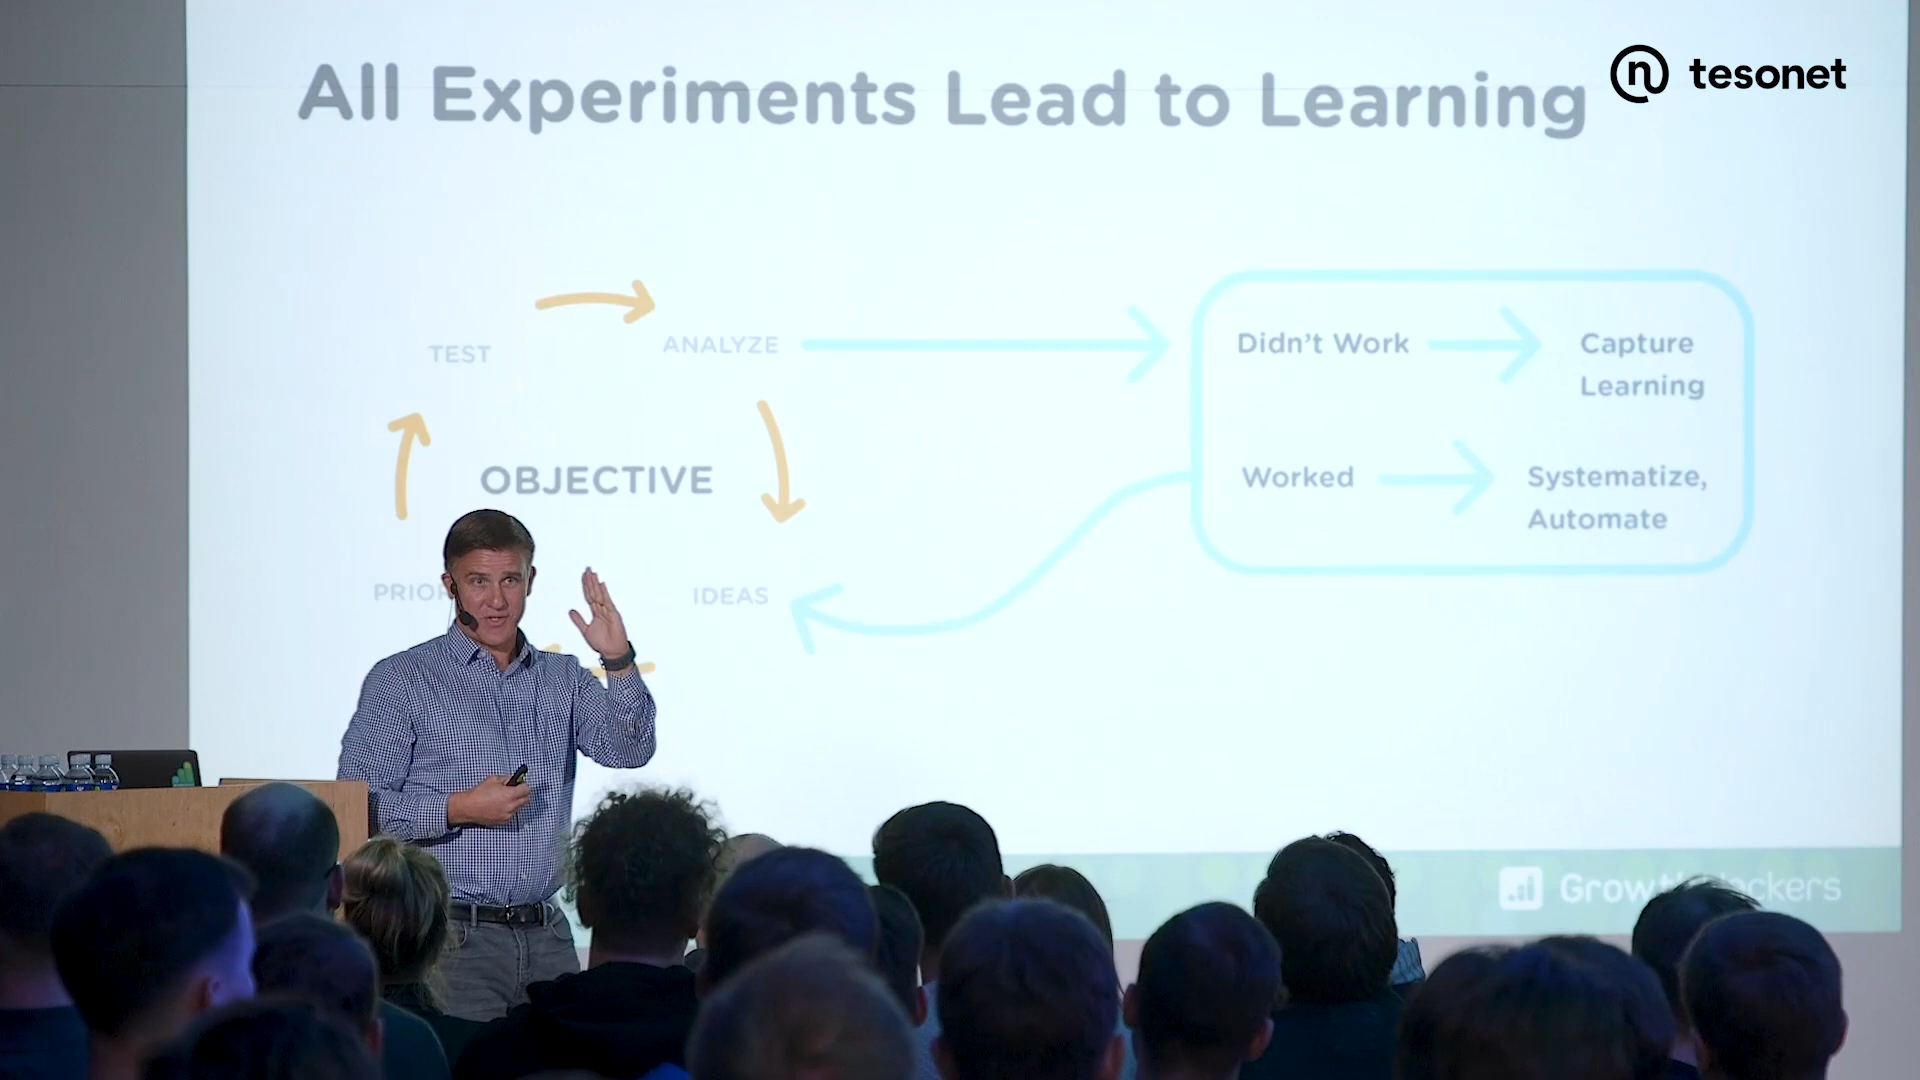 All Experiments Lead to Learning
tesonet
TEST
ANALYZE
Didn't Work
Capture
Learning
OBJECTIVE
Worked
Systematize,
Automate
IDEAS